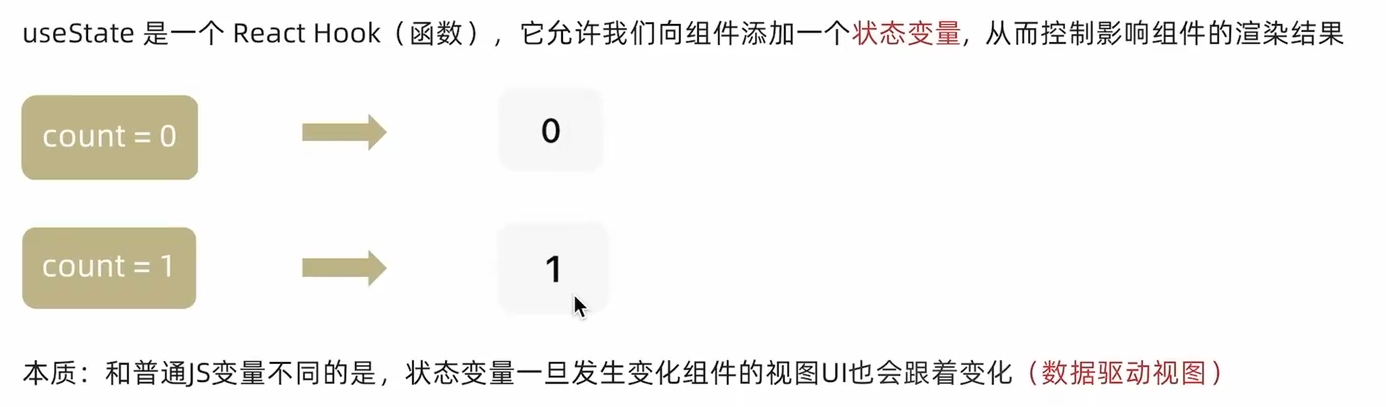 useState 是一个 React Hook（函数），它允许我们向组件添加一个状态变量，从而控制影响组件的渲染结果
count = 0
0
count = 1
1
本质：和普通JS变量不同的是，状态变量一旦发生变化组件的视图UI也会跟着变化（数据驱动视图）